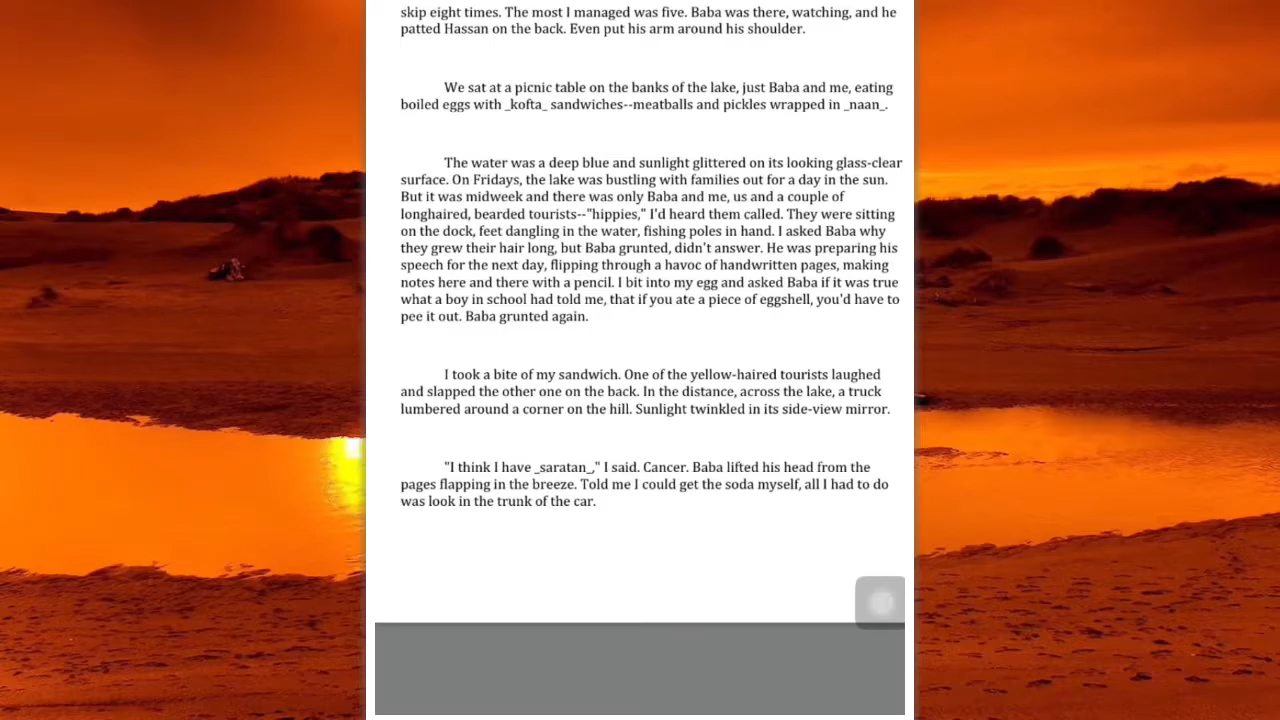 skip eight times. The most I managed was five. Baba was there, watching, and he
patted Hassan on the back. Even put his arm around his shoulder.
We sat at a picnic table on the banks of the lake, just Baba and me, eating
boiled eggs with _kofta_ sandwiches--meatballs and pickles wrapped in _naan_.
The water was a deep blue and sunlight glittered on its looking glass-clear
surface. On Fridays, the lake was bustling with families out for a day in the sun.
But it was midweek and there was only Baba and me, us and a couple of
longhaired, bearded tourists--"hippies," I'd heard them called. They were sitting
on the dock, feet dangling in the water, fishing poles in hand. I asked Baba why
they grew their hair long, but Baba grunted, didn't answer. He was preparing his
speech for the next day, flipping through a havoc of handwritten pages, making
notes here and there with a pencil. I bit into my egg and asked Baba if it was true
what a boy in school had told me, that if you ate a piece of eggshell, you'd have to
pee it out. Baba grunted again.
I took a bite of my sandwich. One of the yellow-haired tourists laughed
and slapped the other one on the back. In the distance, across the lake, a truck
lumbered around a corner on the hill. Sunlight twinkled in its side-view mirror.
"I think I have _saratan_," I said. Cancer. Baba lifted his head from the
pages flapping in the breeze. Told me I could get the soda myself, all I had to do
was look in the trunk of the car.